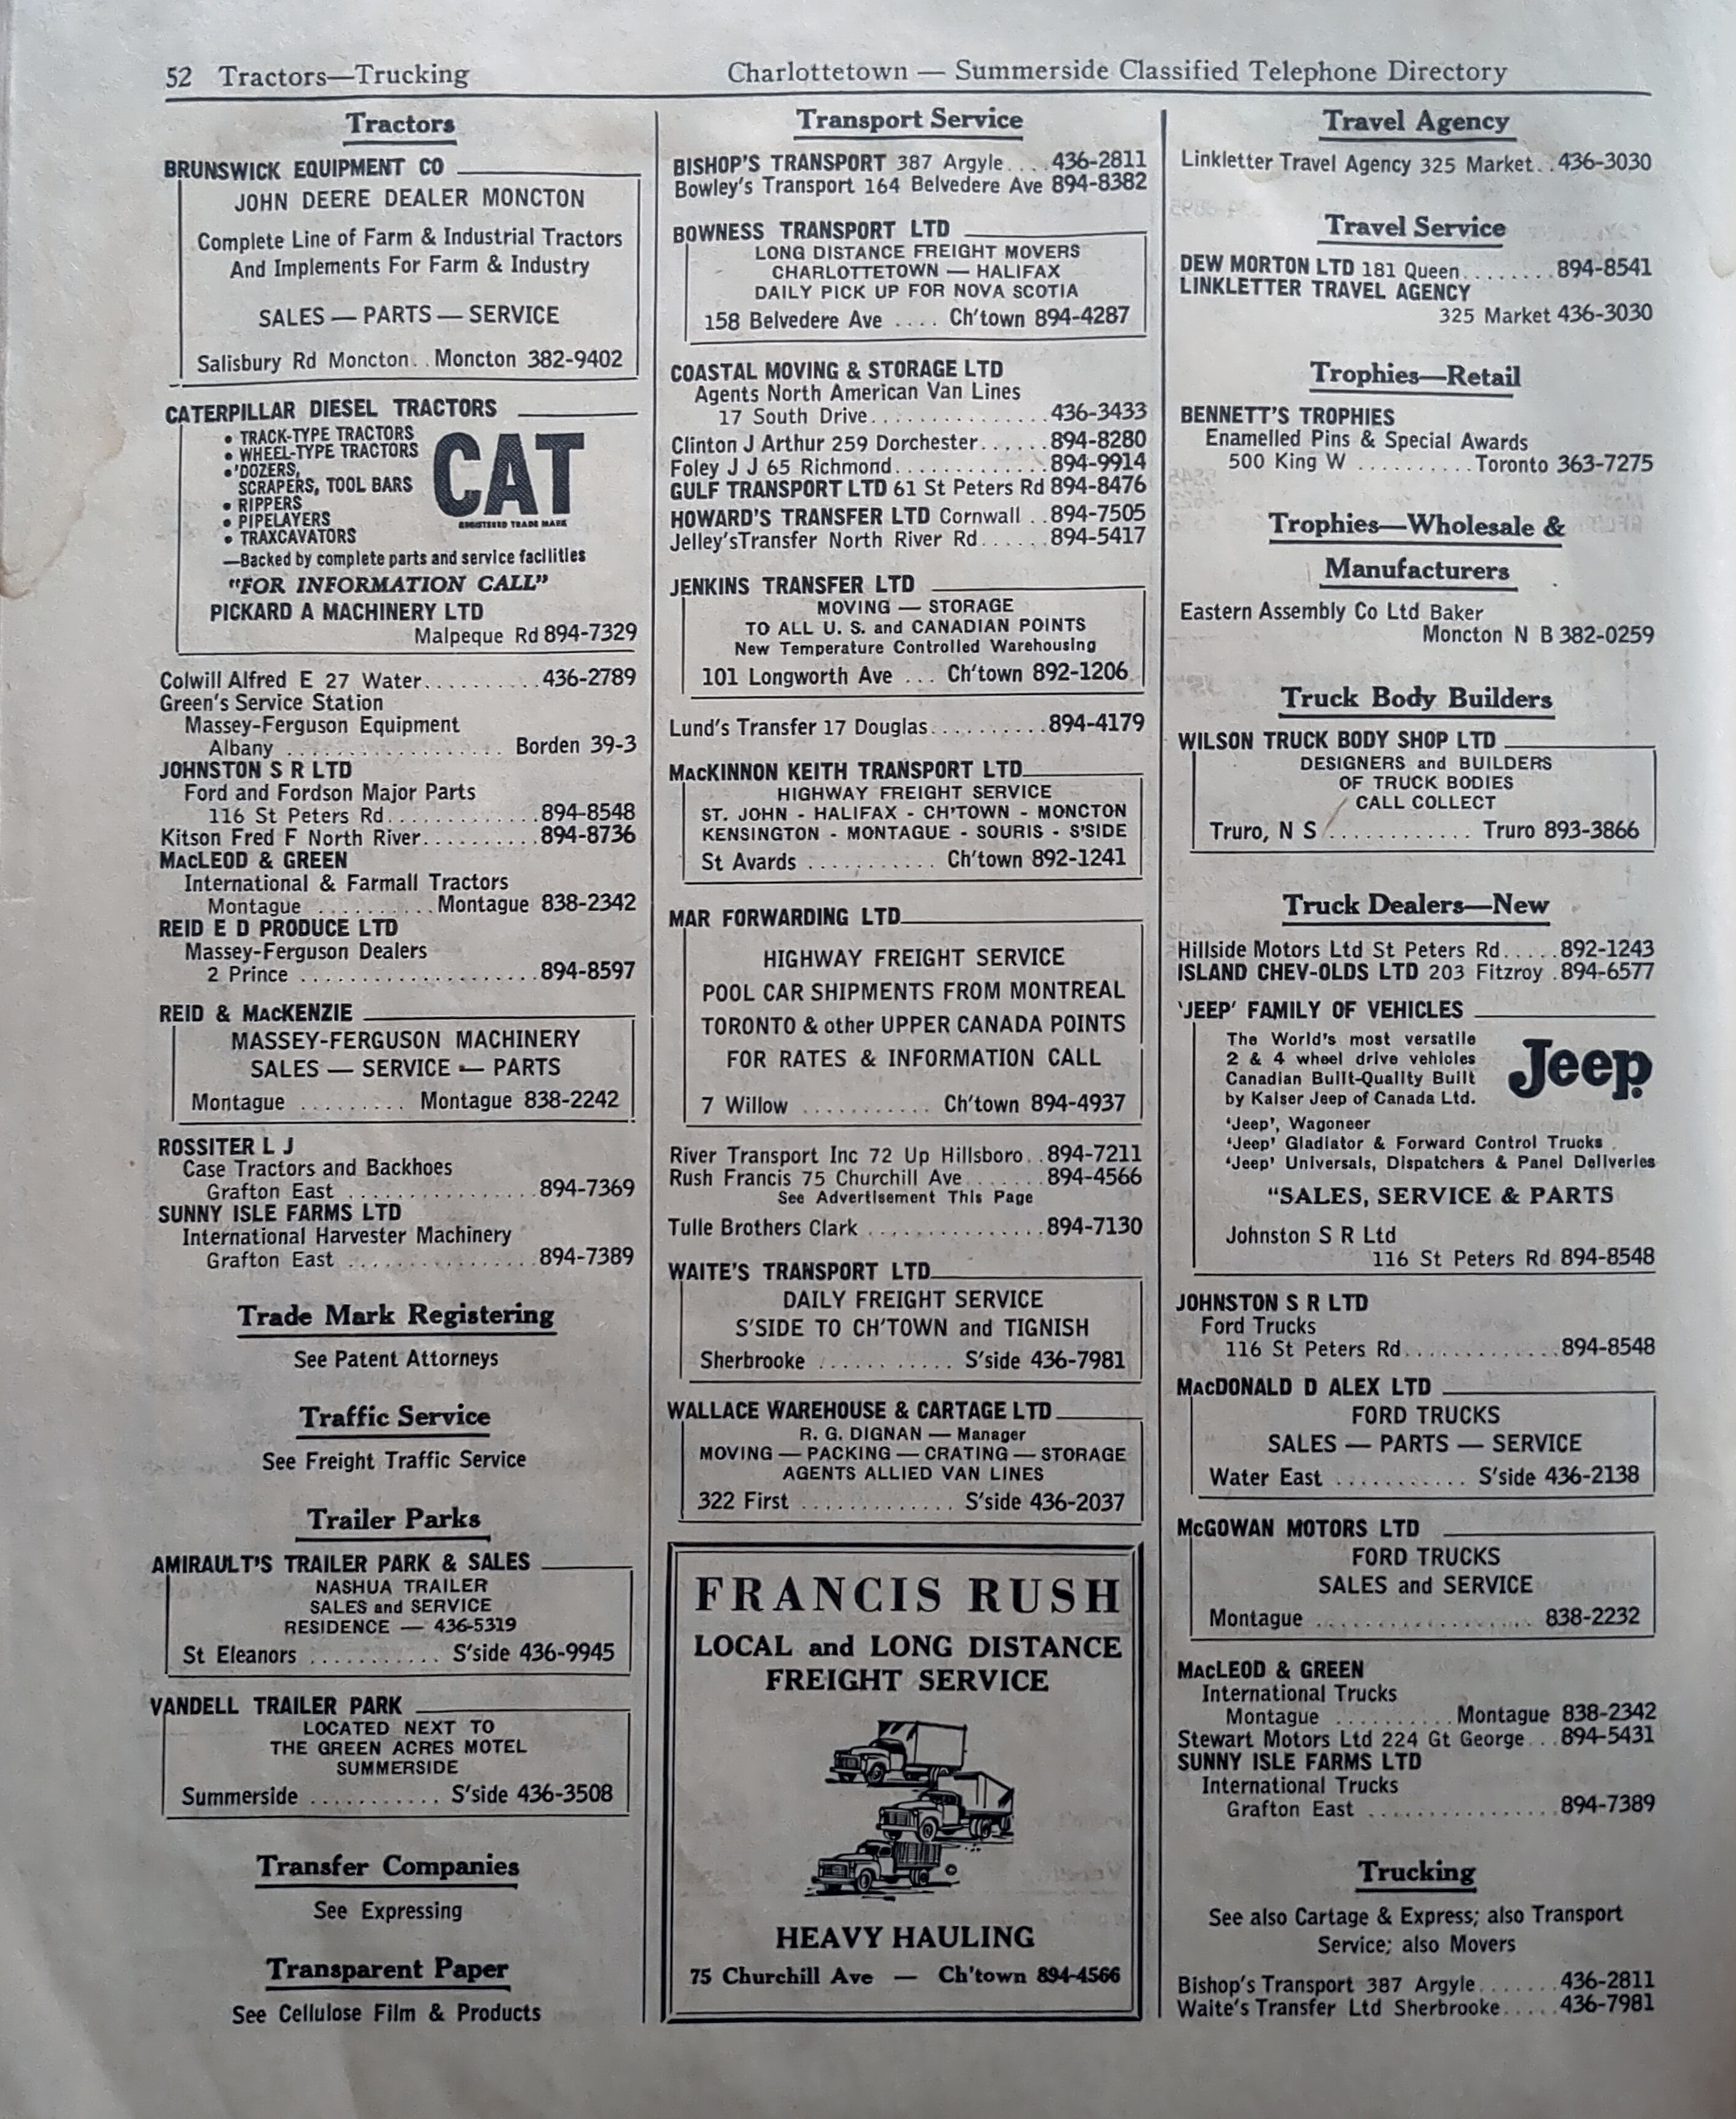 52 Tractors—Trucking
Charlottetown — Summerside Classified Telephone Directory
Tractors
BRUNSWICK EQUIPMENT CO
JOHN DEERE DEALER MONCTON
Complete Line of Farm & Industrial Tractors
And Implements For Farm & Industry
SALES — PARTS — SERVICE
Salisbury Rd Moncton.. Moncton 382-9402
CATERPILLAR DIESEL TRACTORS
• TRACK-TYPE TRACTORS
• WHEEL-TYPE TRACTORS
• 'DOZERS,
SCRAPERS, TOOL BARS
• RIPPERS
• PIPELAYERS
• TRAXCAVATORS
CAT
REGISTERED TRADE MARK
—Backed by complete parts and service facilities
"FOR INFORMATION CALL"
PICKARD A MACHINERY LTD
Malpeque Rd 894-7329
Colwill Alfred E 27 Water..........436-2789
Green's Service Station
Massey-Ferguson Equipment
Albany .................. Borden 39-3
JOHNSTON S R LTD
Ford and Fordson Major Parts
116 St Peters Rd............894-8548
Kitson Fred F North River..........894-8736
MACLEOD & GREEN
International & Farmall Tractors
Montague ..........Montague 838-2342
REID E D PRODUCE LTD
Massey-Ferguson Dealers
2 Prince ....................894-8597
REID & MACKENZIE
MASSEY-FERGUSON MACHINERY
SALES — SERVICE — PARTS
Montague ......... Montague 838-2242
ROSSITER L J
Case Tractors and Backhoes
Grafton East ................894-7369
SUNNY ISLE FARMS LTD
International Harvester Machinery
Grafton East ................894-7389
Trade Mark Registering
See Patent Attorneys
Traffic Service
See Freight Traffic Service
Trailer Parks
AMIRAULT'S TRAILER PARK & SALES
NASHUA TRAILER
SALES and SERVICE
RESIDENCE — 436-5319
St Eleanors ........... S'side 436-9945
VANDELL TRAILER PARK
LOCATED NEXT TO
THE GREEN ACRES MOTEL
SUMMERSIDE
Summerside ........... S'side 436-3508
Transfer Companies
See Expressing
Transparent Paper
See Cellulose Film & Products
Transport Service
BISHOP'S TRANSPORT 387 Argyle.... 436-2811
Bowley's Transport 164 Belvedere Ave 894-8382
BOWNESS TRANSPORT LTD
LONG DISTANCE FREIGHT MOVERS
CHARLOTTETOWN — HALIFAX
DAILY PICK UP FOR NOVA SCOTIA
158 Belvedere Ave .... Ch'town 894-4287
COASTAL MOVING & STORAGE LTD
Agents North American Van Lines
17 South Drive...............436-3433
Clinton J Arthur 259 Dorchester......894-8280
Foley J J 65 Richmond.............894-9914
GULF TRANSPORT LTD 61 St Peters Rd 894-8476
HOWARD'S TRANSFER LTD Cornwall ..894-7505
Jelley'sTransfer North River Rd......894-5417
JENKINS TRANSFER LTD
MOVING — STORAGE
TO ALL U. S. and CANADIAN POINTS
New Temperature Controlled Warehousing
101 Longworth Ave ... Ch'town 892-1206
Lund's Transfer 17 Douglas..........894-4179
MACKINNON KEITH TRANSPORT LTD
HIGHWAY FREIGHT SERVICE
ST. JOHN - HALIFAX - CH'TOWN - MONCTON
KENSINGTON - MONTAGUE - SOURIS - S'SIDE
St Avards ........... Ch'town 892-1241
MAR FORWARDING LTD
HIGHWAY FREIGHT SERVICE
POOL CAR SHIPMENTS FROM MONTREAL
TORONTO & other UPPER CANADA POINTS
FOR RATES & INFORMATION CALL
7 Willow ........... Ch'town 894-4937
River Transport Inc 72 Up Hillsboro..894-7211
Rush Francis 75 Churchill Ave.......894-4566
See Advertisement This Page
Tulle Brothers Clark ...............894-7130
WAITE'S TRANSPORT LTD
DAILY FREIGHT SERVICE
S'SIDE TO CH'TOWN and TIGNISH
Sherbrooke ........... S'side 436-7981
WALLACE WAREHOUSE & CARTAGE LTD
R. G. DIGNAN — Manager
MOVING — PACKING — CRATING — STORAGE
AGENTS ALLIED VAN LINES
322 First ............. S'side 436-2037
FRANCIS RUSH
LOCAL and LONG DISTANCE
FREIGHT SERVICE
HEAVY HAULING
75 Churchill Ave — Ch'town 894-4566
Travel Agency
Linkletter Travel Agency 325 Market..436-3030
Travel Service
DEW MORTON LTD 181 Queen........894-8541
LINKLETTER TRAVEL AGENCY
325 Market 436-3030
Trophies—Retail
BENNETT'S TROPHIES
Enamelled Pins & Special Awards
500 King W ..........Toronto 363-7275
Trophies—Wholesale &
Manufacturers
Eastern Assembly Co Ltd Baker
Moncton N B 382-0259
Truck Body Builders
WILSON TRUCK BODY SHOP LTD
DESIGNERS and BUILDERS
OF TRUCK BODIES
CALL COLLECT
Truro, N S ............ Truro 893-3866
Truck Dealers—New
Hillside Motors Ltd St Peters Rd.....892-1243
ISLAND CHEV-OLDS LTD 203 Fitzroy .894-6577
'JEEP' FAMILY OF VEHICLES
The World's most versatile
2 & 4 wheel drive vehicles
Canadian Built-Quality Built
by Kaiser Jeep of Canada Ltd.
Jeep
'Jeep', Wagoneer
'Jeep' Gladiator & Forward Control Trucks
'Jeep' Universals, Dispatchers & Panel Deliveries
"SALES, SERVICE & PARTS
Johnston S R Ltd
116 St Peters Rd 894-8548
JOHNSTON S R LTD
Ford Trucks
116 St Peters Rd.............894-8548
MACDONALD D ALEX LTD
FORD TRUCKS
SALES — PARTS — SERVICE
Water East ........... S'side 436-2138
MCGOWAN MOTORS LTD
FORD TRUCKS
SALES and SERVICE
Montague .................. 838-2232
MACLEOD & GREEN
International Trucks
Montague ..........Montague 838-2342
Stewart Motors Ltd 224 Gt George...894-5431
SUNNY ISLE FARMS LTD
International Trucks
Grafton East ................894-7389
Trucking
See also Cartage & Express; also Transport
Service; also Movers
Bishop's Transport 387 Argyle.......436-2811
Waite's Transfer Ltd Sherbrooke.....436-7981